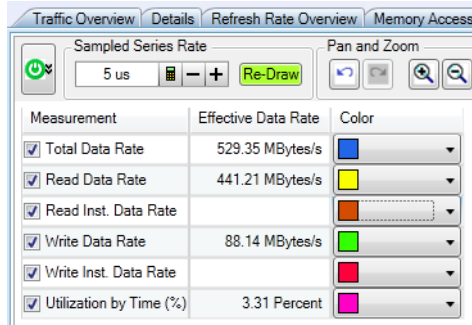 Traffic Overview Details Refresh Rate Overview Memory Access
Sampled Series Rate Pan and Zoom
5 us Re-Draw
Measurement Effective Data Rate Color
Total Data Rate 529.35 MBytes/s
Read Data Rate 441.21 MBytes/s
Read Inst. Data Rate
Write Data Rate 88.14 MBytes/s
Write Inst. Data Rate
Utilization by Time (%) 3.31 Percent